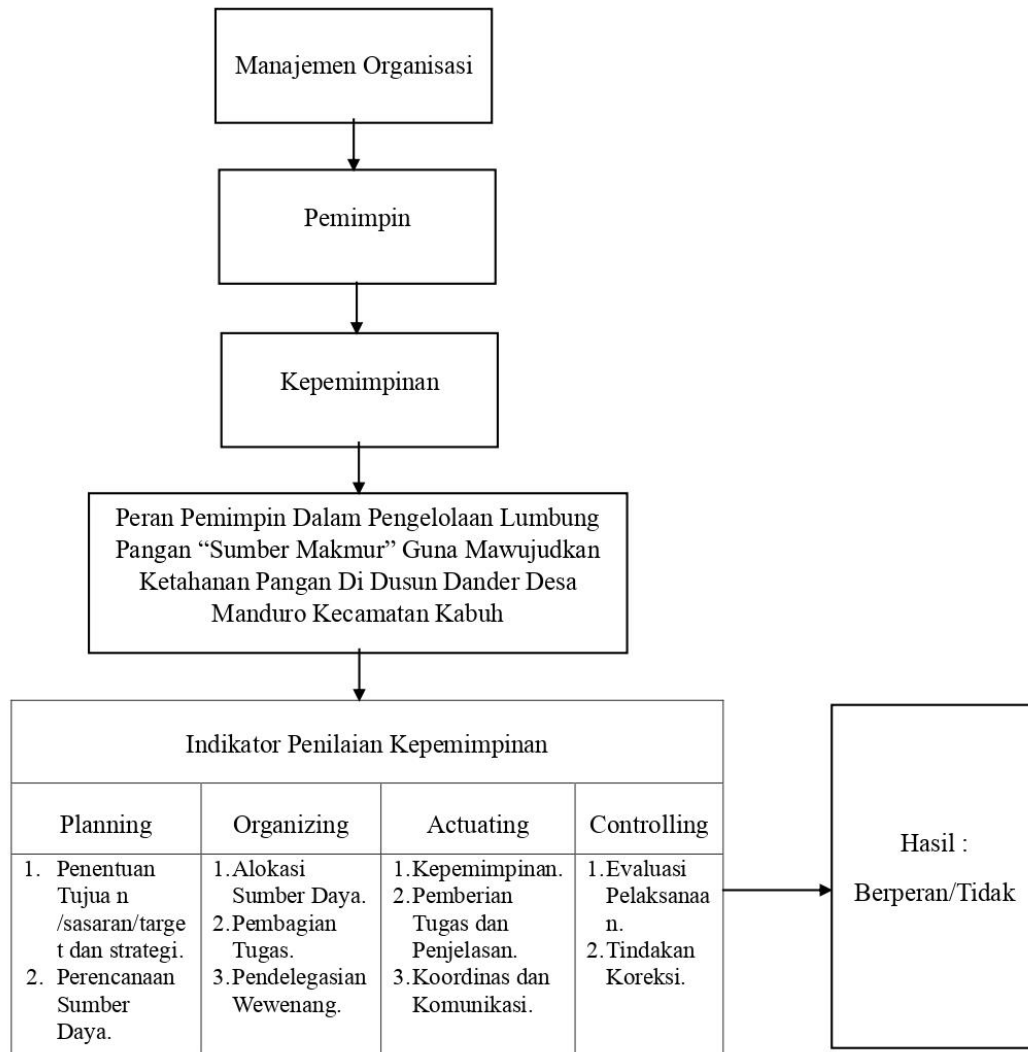 Manajemen Organisasi
Pemimpin
Kepemimpinan
Peran Pemimpin Dalam Pengelolaan Lumbung
Pangan “Sumber Makmur” Guna Mawujudkan
Ketahanan Pangan Di Dusun Dander Desa
Manduro Kecamatan Kabuh
Indikator Penilaian Kepemimpinan
Planning
1. Penentuan
Tujua n
/sasaran/targe
t dan strategi.
2. Perencanaan
Sumber
Daya.
Organizing
1.Alokasi
Sumber Daya.
2.Pembagian
Tugas.
3.Pendelegasian
Wewenang.
Actuating
1.Kepemimpinan.
2.Pemberian
Tugas dan
Penjelasan.
3.Koordinas dan
Komunikasi.
Controlling
1.Evaluasi
Pelaksanaa
n.
2.Tindakan
Koreksi.
Hasil :
Berperan/Tidak